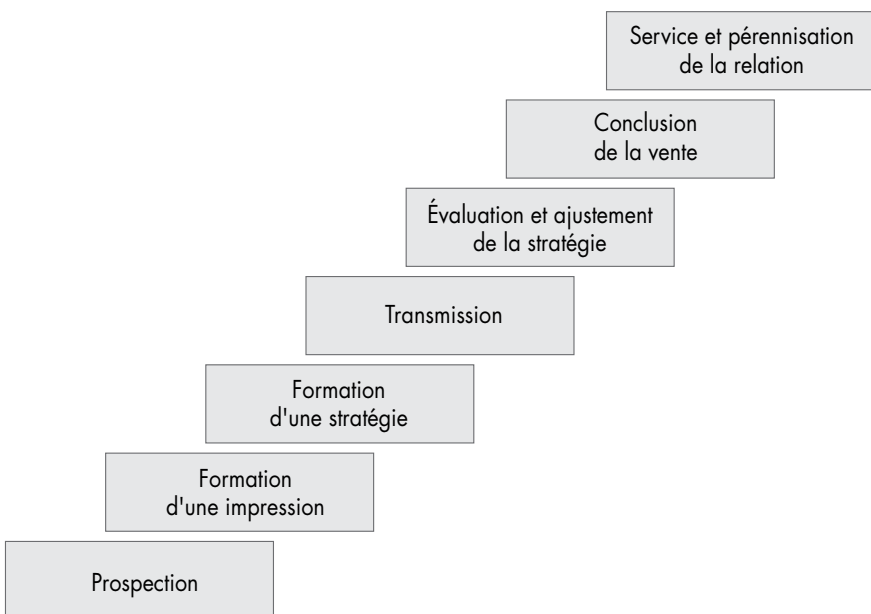 Service et pérennisation
de la relation
Conclusion
de la vente
Évaluation et ajustement
de la stratégie
Transmission
Formation
d'une stratégie
Formation
d'une impression
Prospection